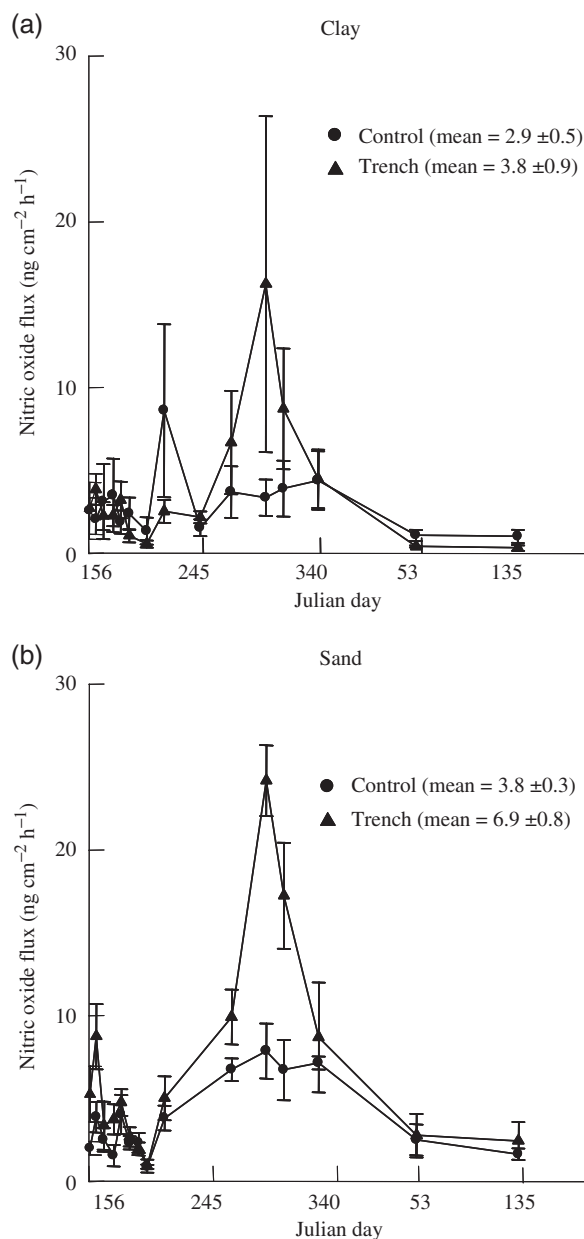 (a)
Clay
30
Control (mean = 2.9 ±0.5)
Trench (mean = 3.8 ±0.9)
20
10
0
Nitric oxide flux (ng cm⁻² h⁻¹)
156 245 340 53 135
Julian day
(b)
Sand
30
Control (mean = 3.8 ±0.3)
Trench (mean = 6.9 ±0.8)
20
10
0
Nitric oxide flux (ng cm⁻² h⁻¹)
156 245 340 53 135
Julian day